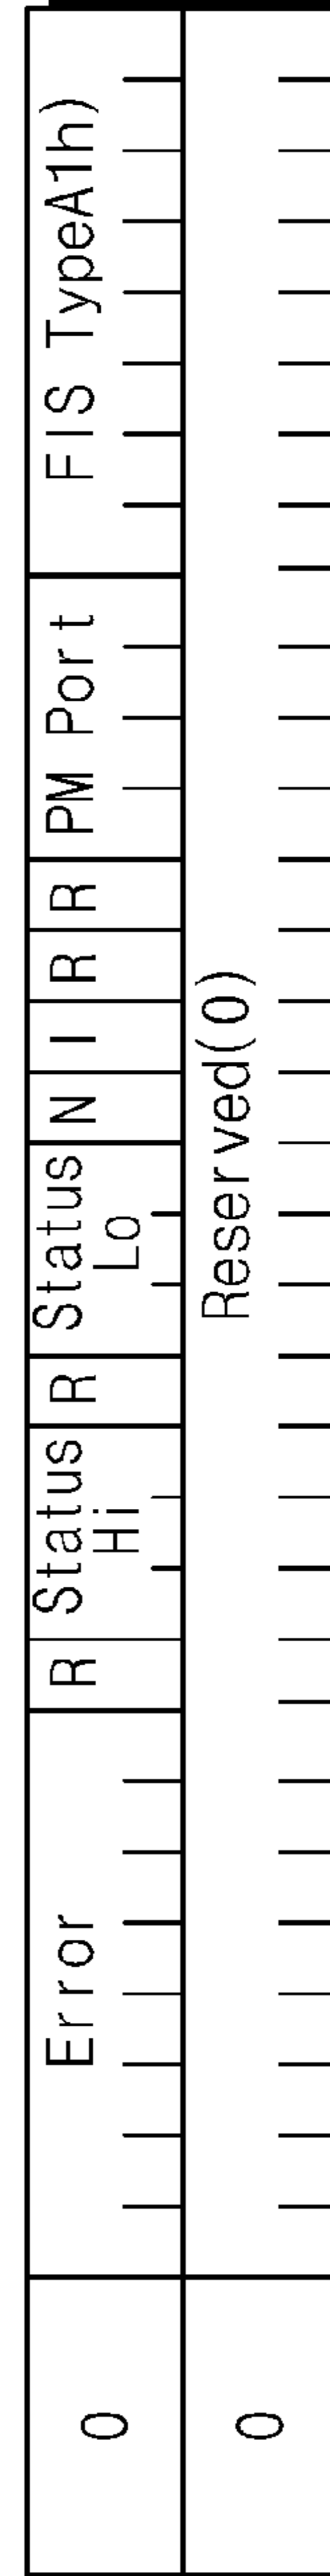 0
Error
R
Status
Hi
R
Status
Lo
N
I
R
R
PM Port
FIS TypeA1h)
0
Reserved(0)